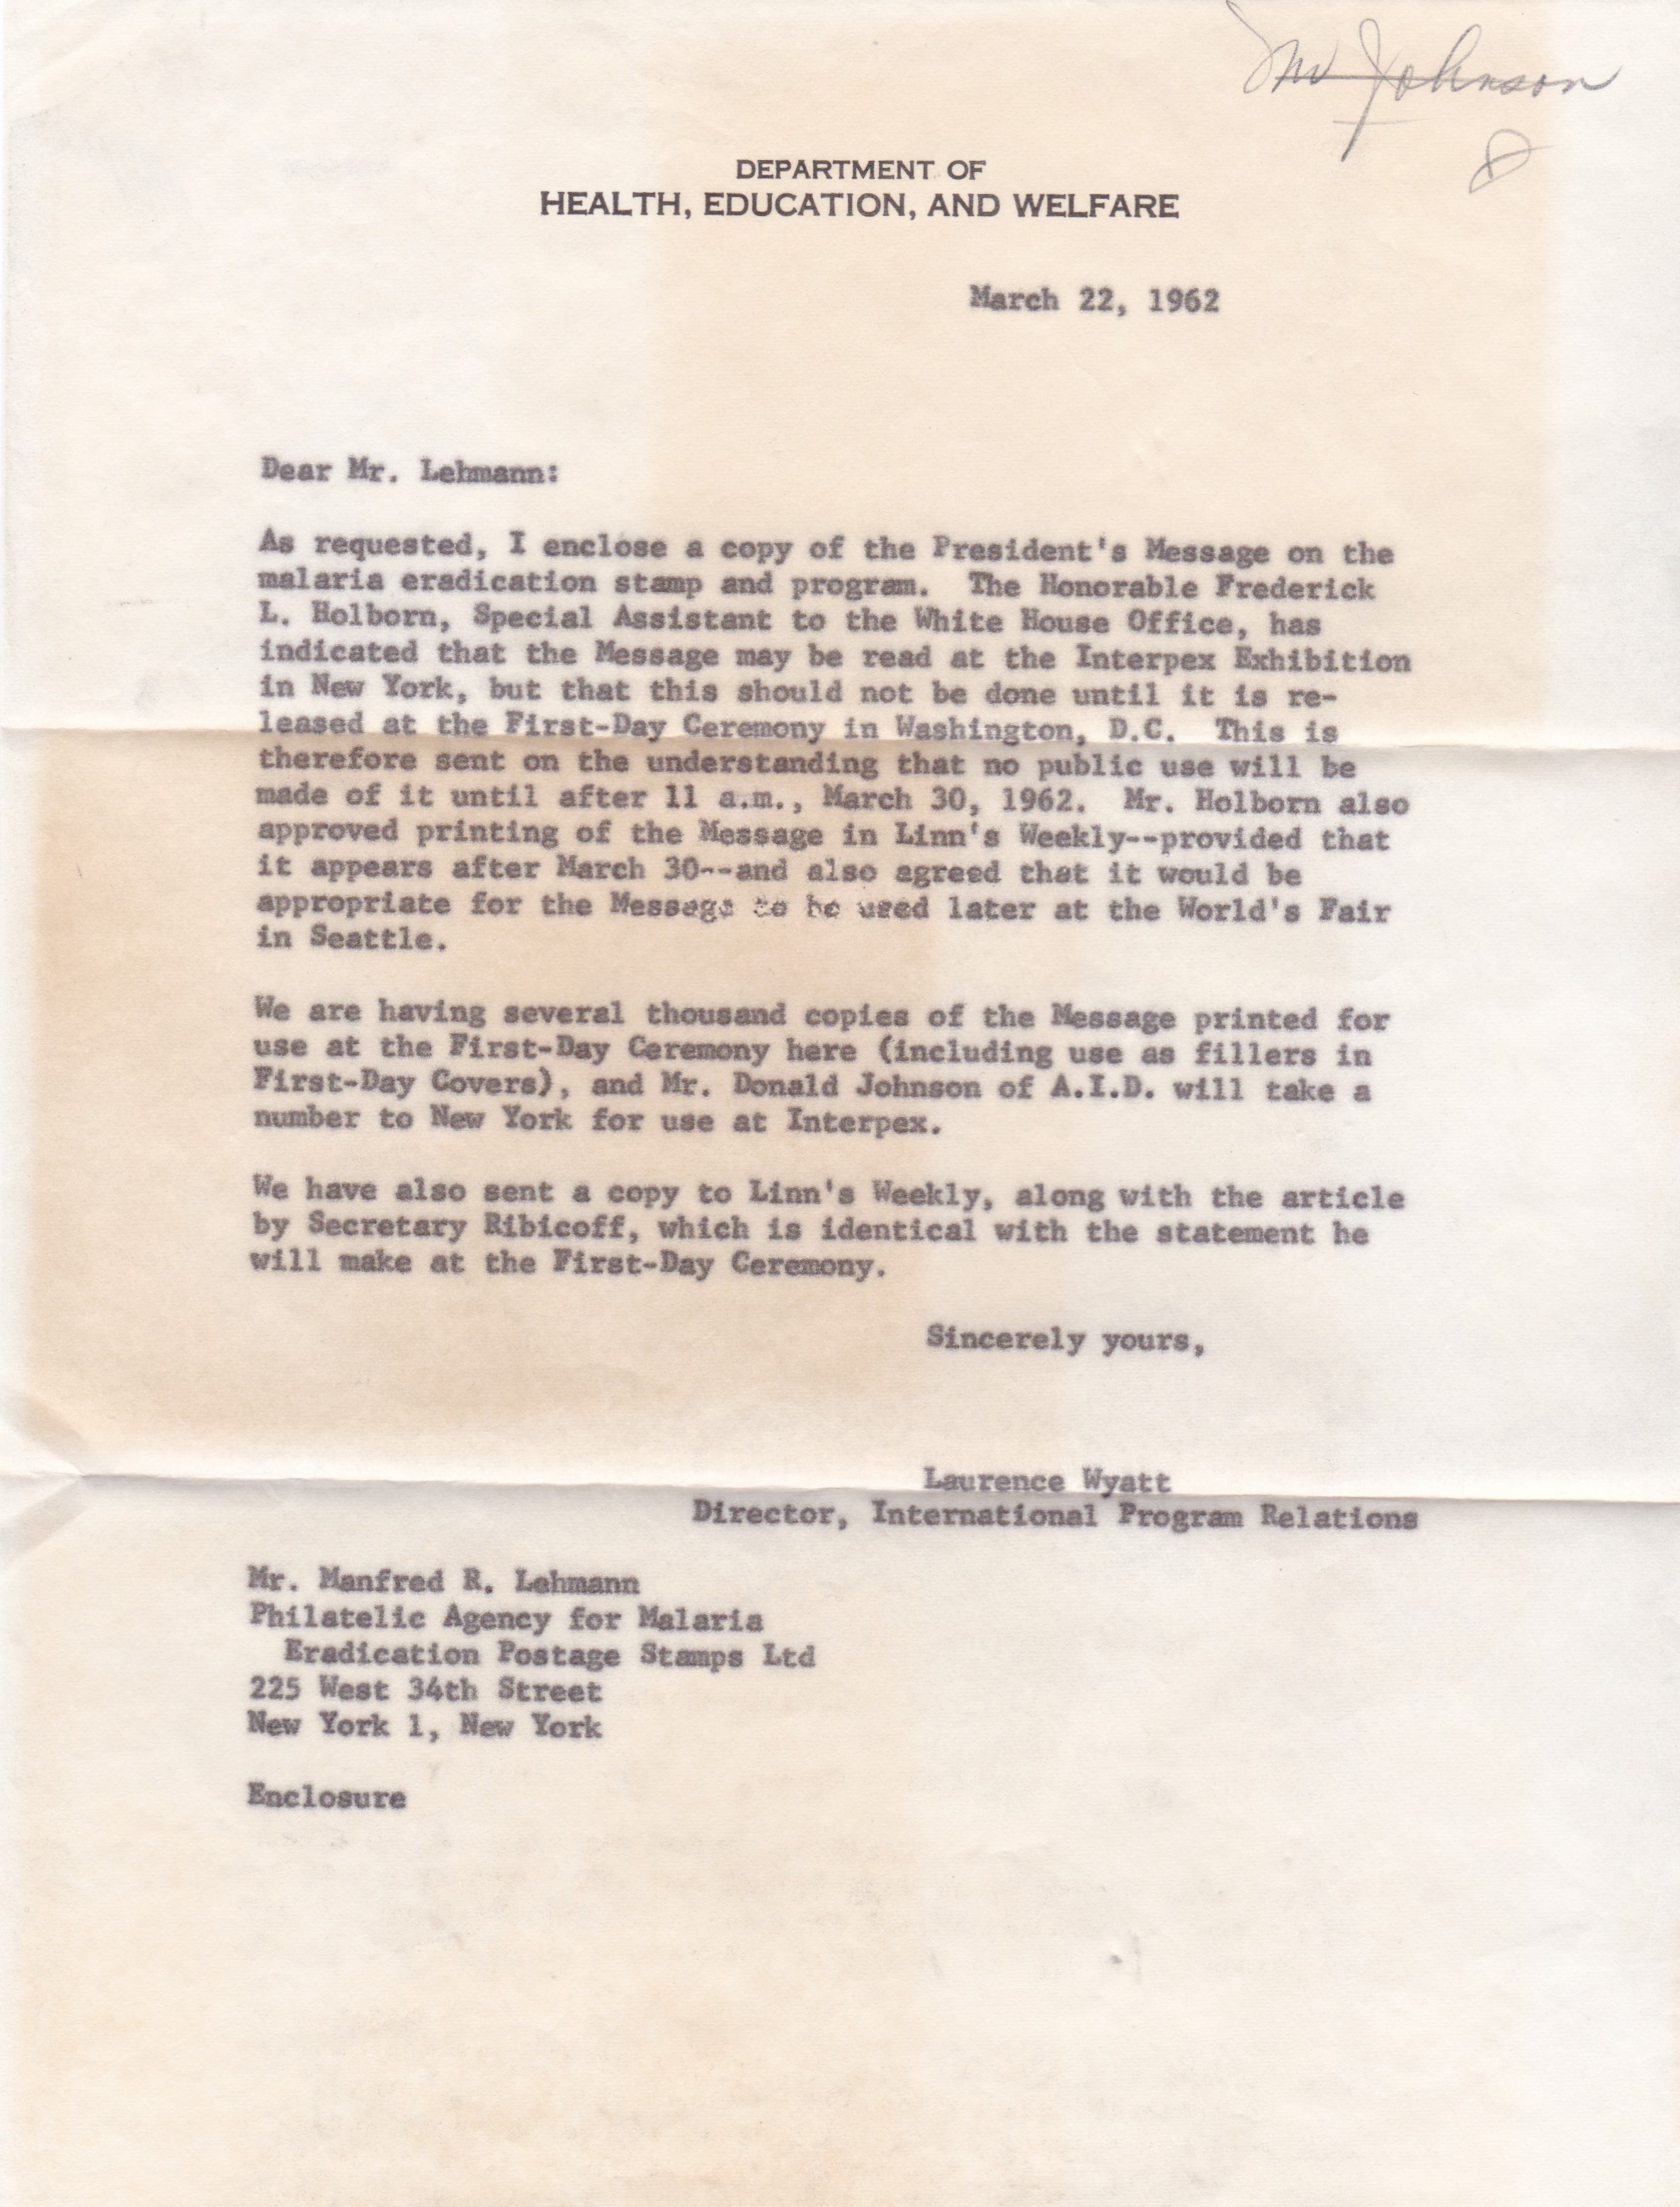 Mr Johnson
DEPARTMENT OF
HEALTH, EDUCATION, AND WELFARE
March 22, 1962
Dear Mr. Lehmann:
As requested, I enclose a copy of the President's Message on the
malaria eradication stamp and program. The Honorable Frederick
L. Holborn, Special Assistant to the White House Office, has
indicated that the Message may be read at the Interpex Exhibition
in New York, but that this should not be done until it is re-
leased at the First-Day Ceremony in Washington, D.C. This is
therefore sent on the understanding that no public use will be
made of it until after 11 a.m., March 30, 1962. Mr. Holborn also
approved printing of the Message in Linn's Weekly--provided that
it appears after March 30--and also agreed that it would be
appropriate for the Message to be used later at the World's Fair
in Seattle.
We are having several thousand copies of the Message printed for
use at the First-Day Ceremony here (including use as fillers in
First-Day Covers), and Mr. Donald Johnson of A.I.D. will take a
number to New York for use at Interpex.
We have also sent a copy to Linn's Weekly, along with the article
by Secretary Ribicoff, which is identical with the statement he
will make at the First-Day Ceremony.
Sincerely yours,
Laurence Wyatt
Director, International Program Relations
Mr. Manfred R. Lehmann
Philatelic Agency for Malaria
Eradication Postage Stamps Ltd
225 West 34th Street
New York 1, New York
Enclosure